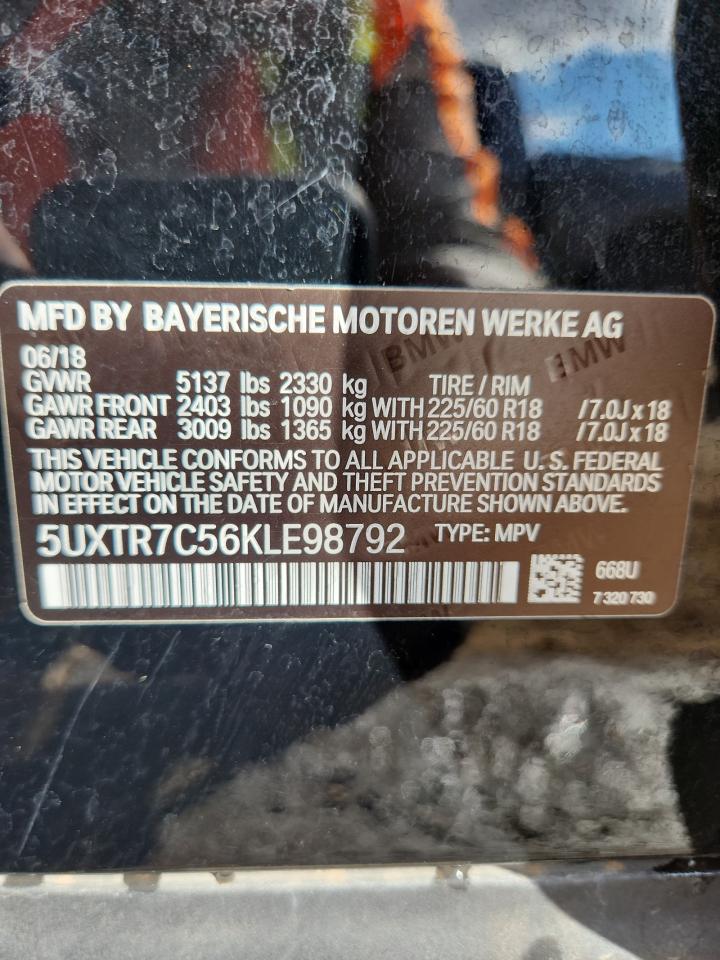 MFD BY BAYERISCHE MOTOREN WERKE AG
06/18
GVWR 5137 lbs 2330 kg TIRE / RIM
GAWR FRONT 2403 lbs 1090 kg WITH 225/60 R18 /7.0J x 18
GAWR REAR 3009 lbs 1365 kg WITH 225/60 R18 /7.0J x 18
THIS VEHICLE CONFORMS TO ALL APPLICABLE U. S. FEDERAL
MOTOR VEHICLE SAFETY AND THEFT PREVENTION STANDARDS
IN EFFECT ON THE DATE OF MANUFACTURE SHOWN ABOVE.
5UXTR7C56KLE98792 TYPE: MPV
668U
7 320 730
BMW
BMW